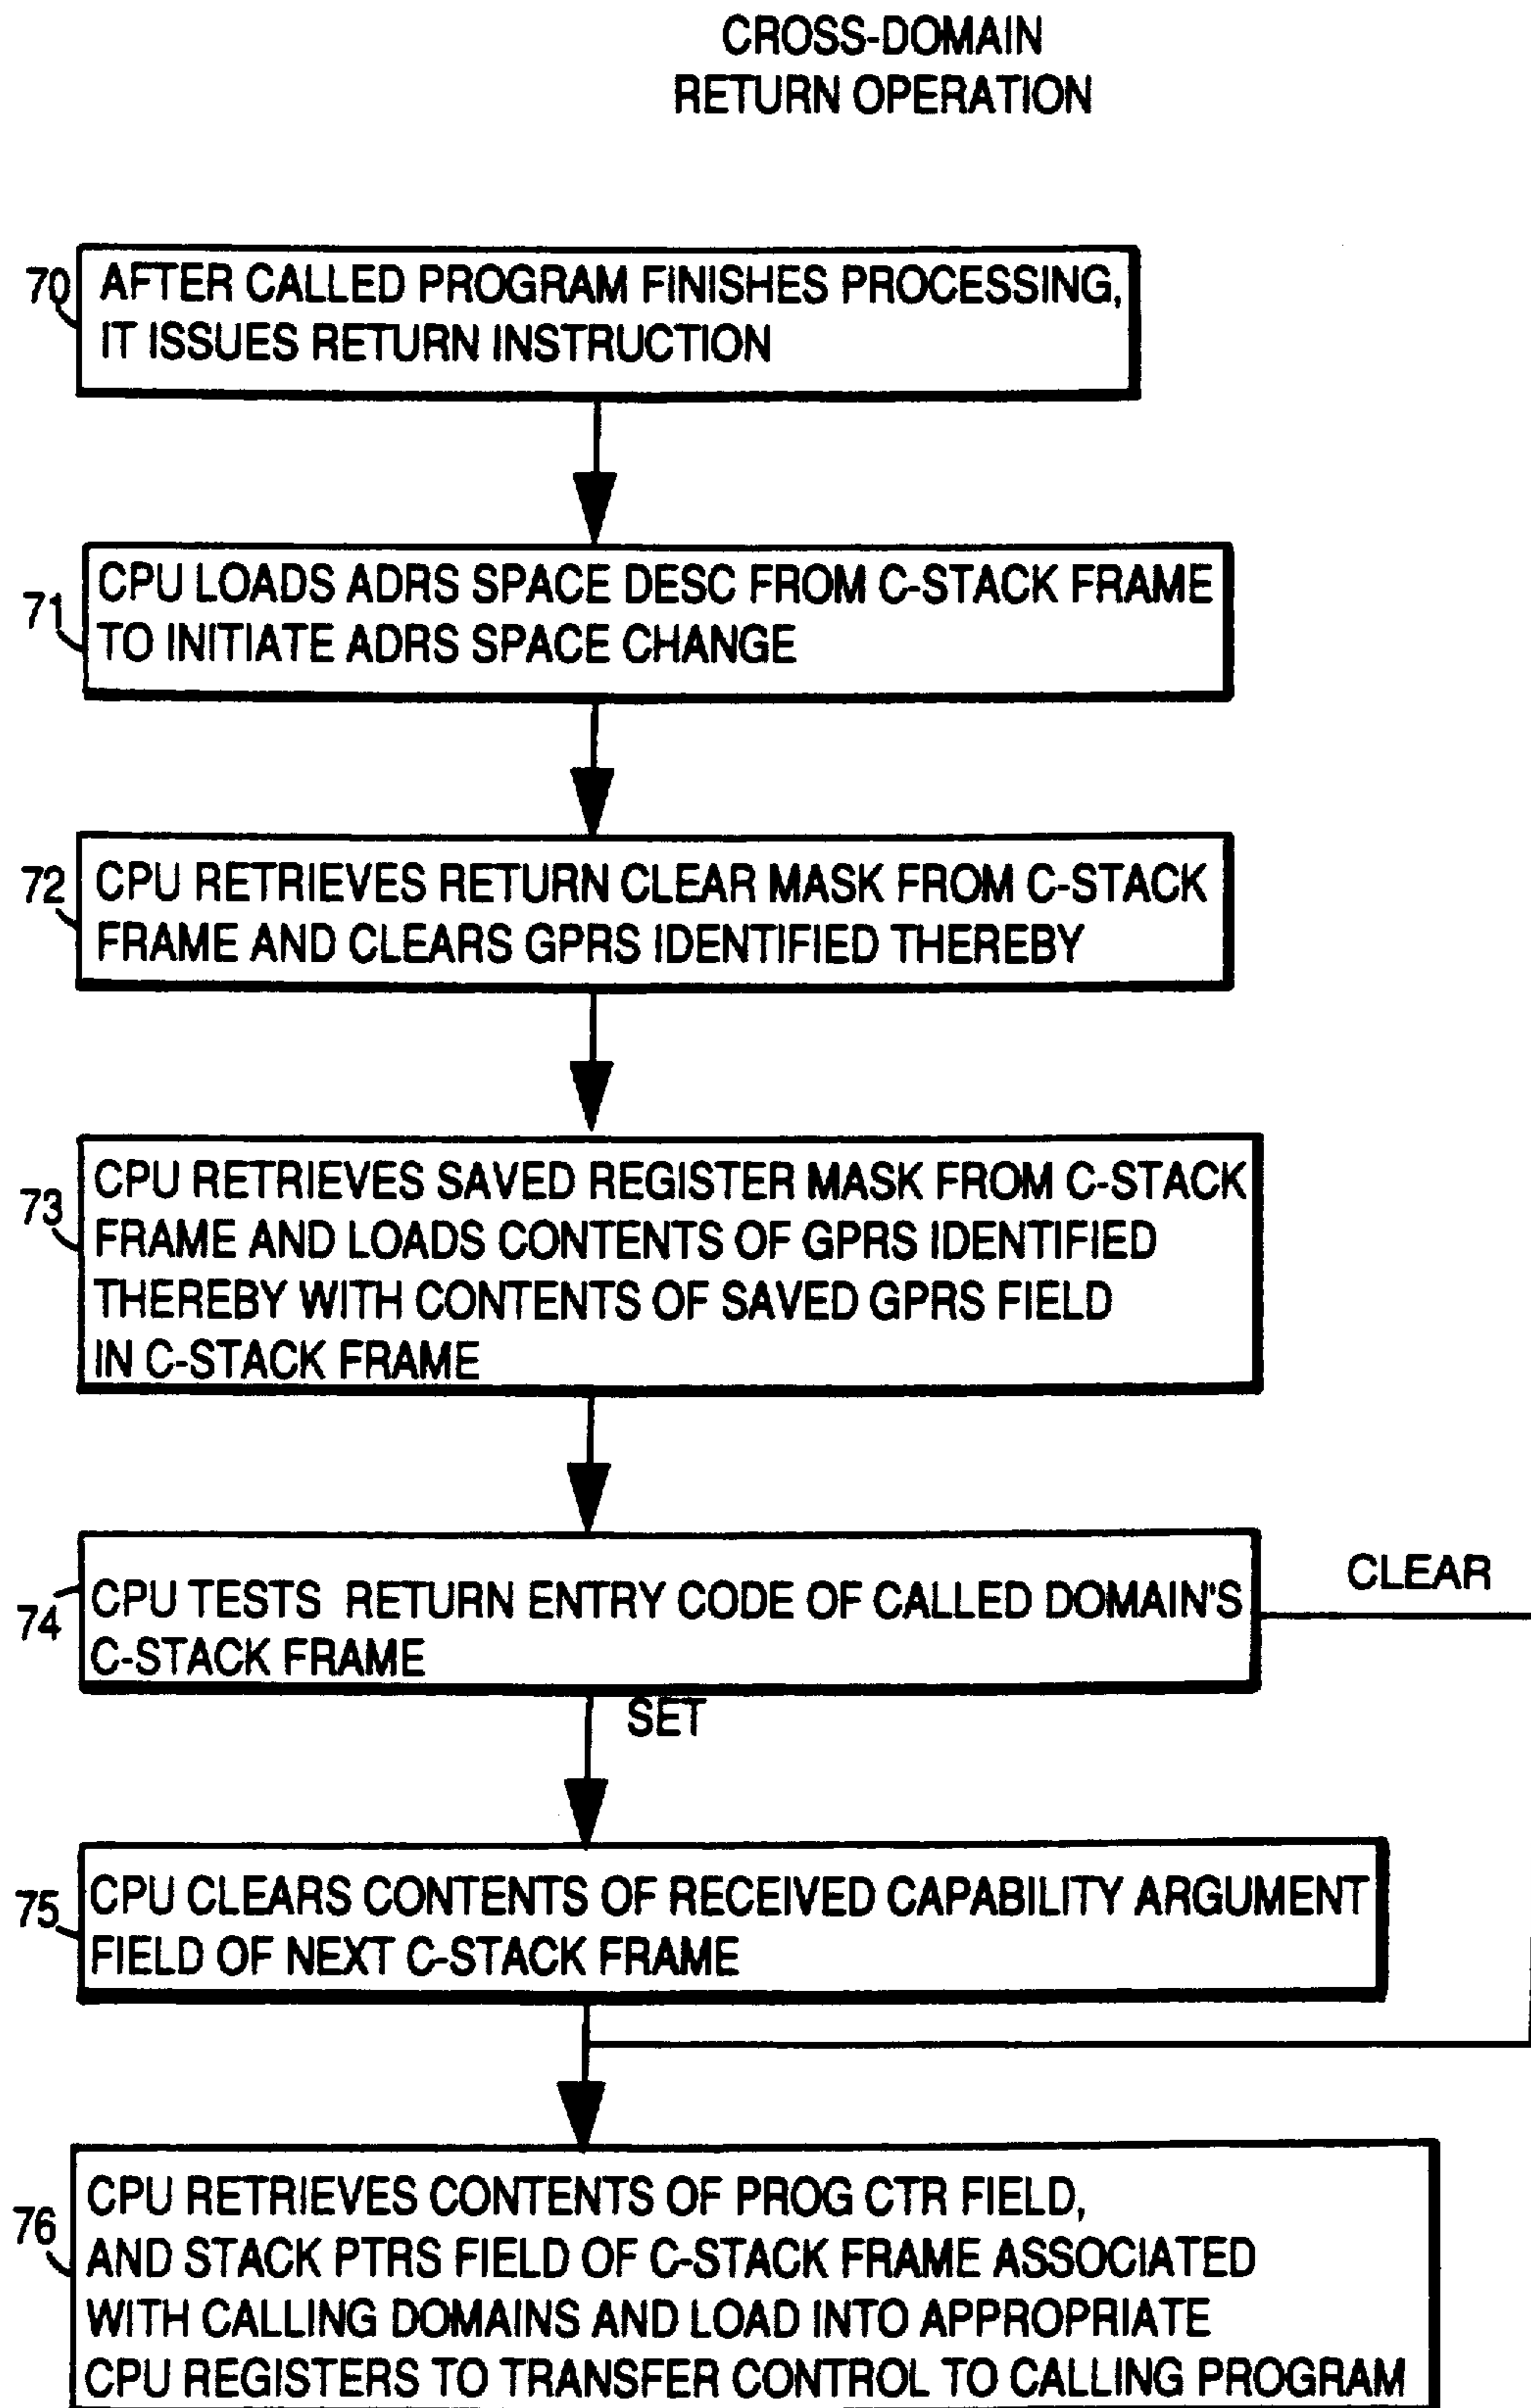 CROSS-DOMAIN
RETURN OPERATION
70
AFTER CALLED PROGRAM FINISHES PROCESSING,
IT ISSUES RETURN INSTRUCTION
71
CPU LOADS ADRS SPACE DESC FROM C-STACK FRAME
TO INITIATE ADRS SPACE CHANGE
72
CPU RETRIEVES RETURN CLEAR MASK FROM C-STACK
FRAME AND CLEARS GPRS IDENTIFIED THEREBY
73
CPU RETRIEVES SAVED REGISTER MASK FROM C-STACK
FRAME AND LOADS CONTENTS OF GPRS IDENTIFIED
THEREBY WITH CONTENTS OF SAVED GPRS FIELD
IN C-STACK FRAME
74
CPU TESTS RETURN ENTRY CODE OF CALLED DOMAIN'S
C-STACK FRAME
CLEAR
SET
75
CPU CLEARS CONTENTS OF RECEIVED CAPABILITY ARGUMENT
FIELD OF NEXT C-STACK FRAME
76
CPU RETRIEVES CONTENTS OF PROG CTR FIELD,
AND STACK PTRS FIELD OF C-STACK FRAME ASSOCIATED
WITH CALLING DOMAINS AND LOAD INTO APPROPRIATE
CPU REGISTERS TO TRANSFER CONTROL TO CALLING PROGRAM